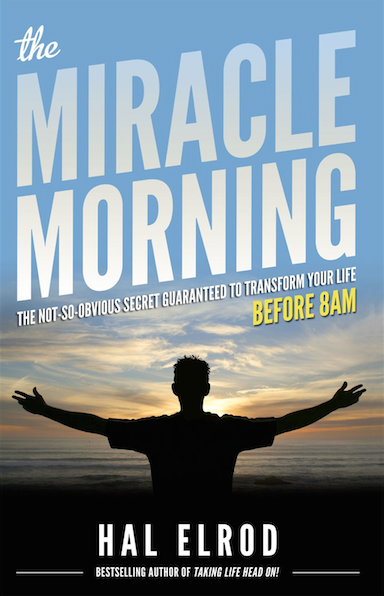 the
MIRACLE
MORNING
THE NOT-SO-OBVIOUS SECRET GUARANTEED TO TRANSFORM YOUR LIFE
BEFORE 8AM
HAL ELROD
BESTSELLING AUTHOR OF TAKING LIFE HEAD ON!